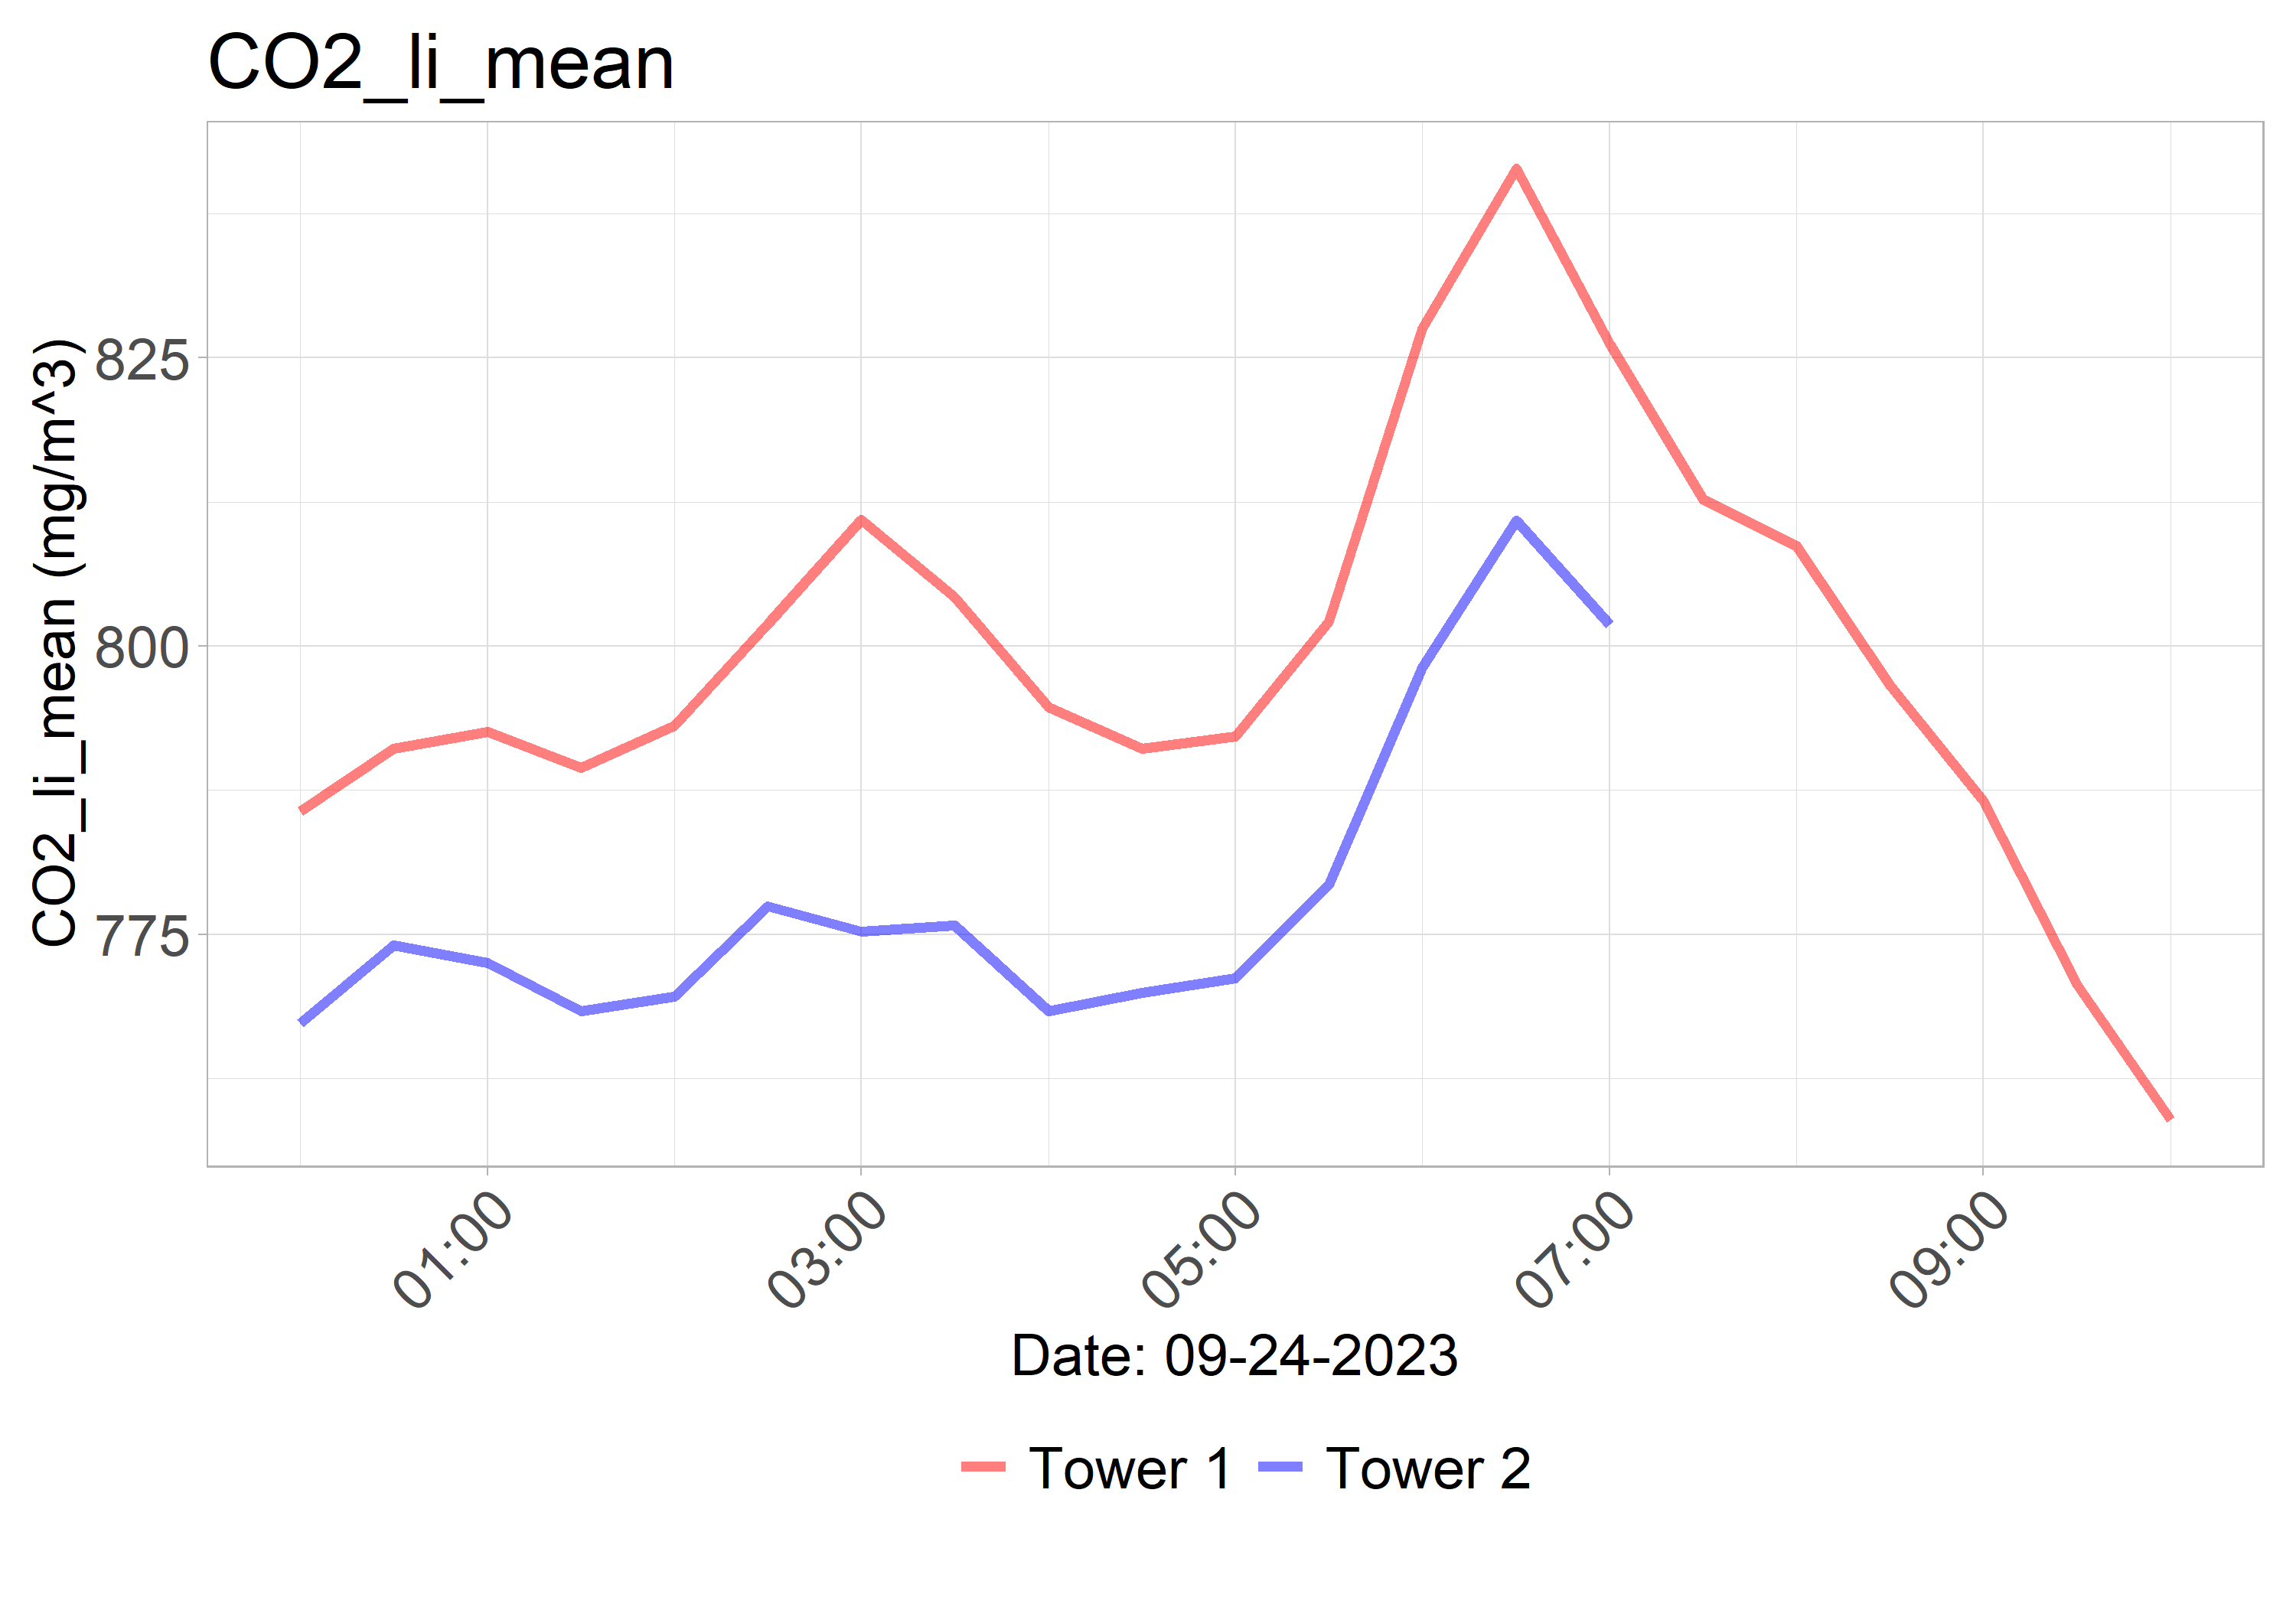 CO2_li_mean
CO2_li_mean (mg/m^3)
825
800
775
01:00
03:00
05:00
07:00
09:00
Date: 09-24-2023
Tower 1
Tower 2